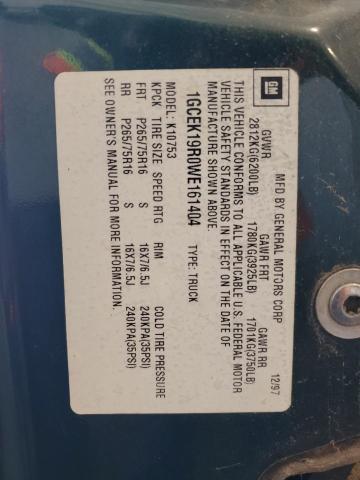 GM
MFD BY GENERAL MOTORS CORP 12/97
GVWR GAWR FRT GAWR RR
2812KG(6200LB) 1780KG(3925LB) 1701KG(3750LB)
THIS VEHICLE CONFORMS TO ALL APPLICABLE U.S. FEDERAL MOTOR
VEHICLE SAFETY STANDARDS IN EFFECT ON THE DATE OF
MANUFACTURE SHOWN ABOVE.
1GCEK19R0WE161404 TYPE: TRUCK
K10753
KPCK TIRE SIZE SPEED RTG RIM COLD TIRE PRESSURE
FRT P265/75R16 S 16X7/6.5J 240KPA(35PSI)
RR P265/75R16 S 16X7/6.5J 240KPA(35PSI)
SEE OWNER'S MANUAL FOR MORE INFORMATION.